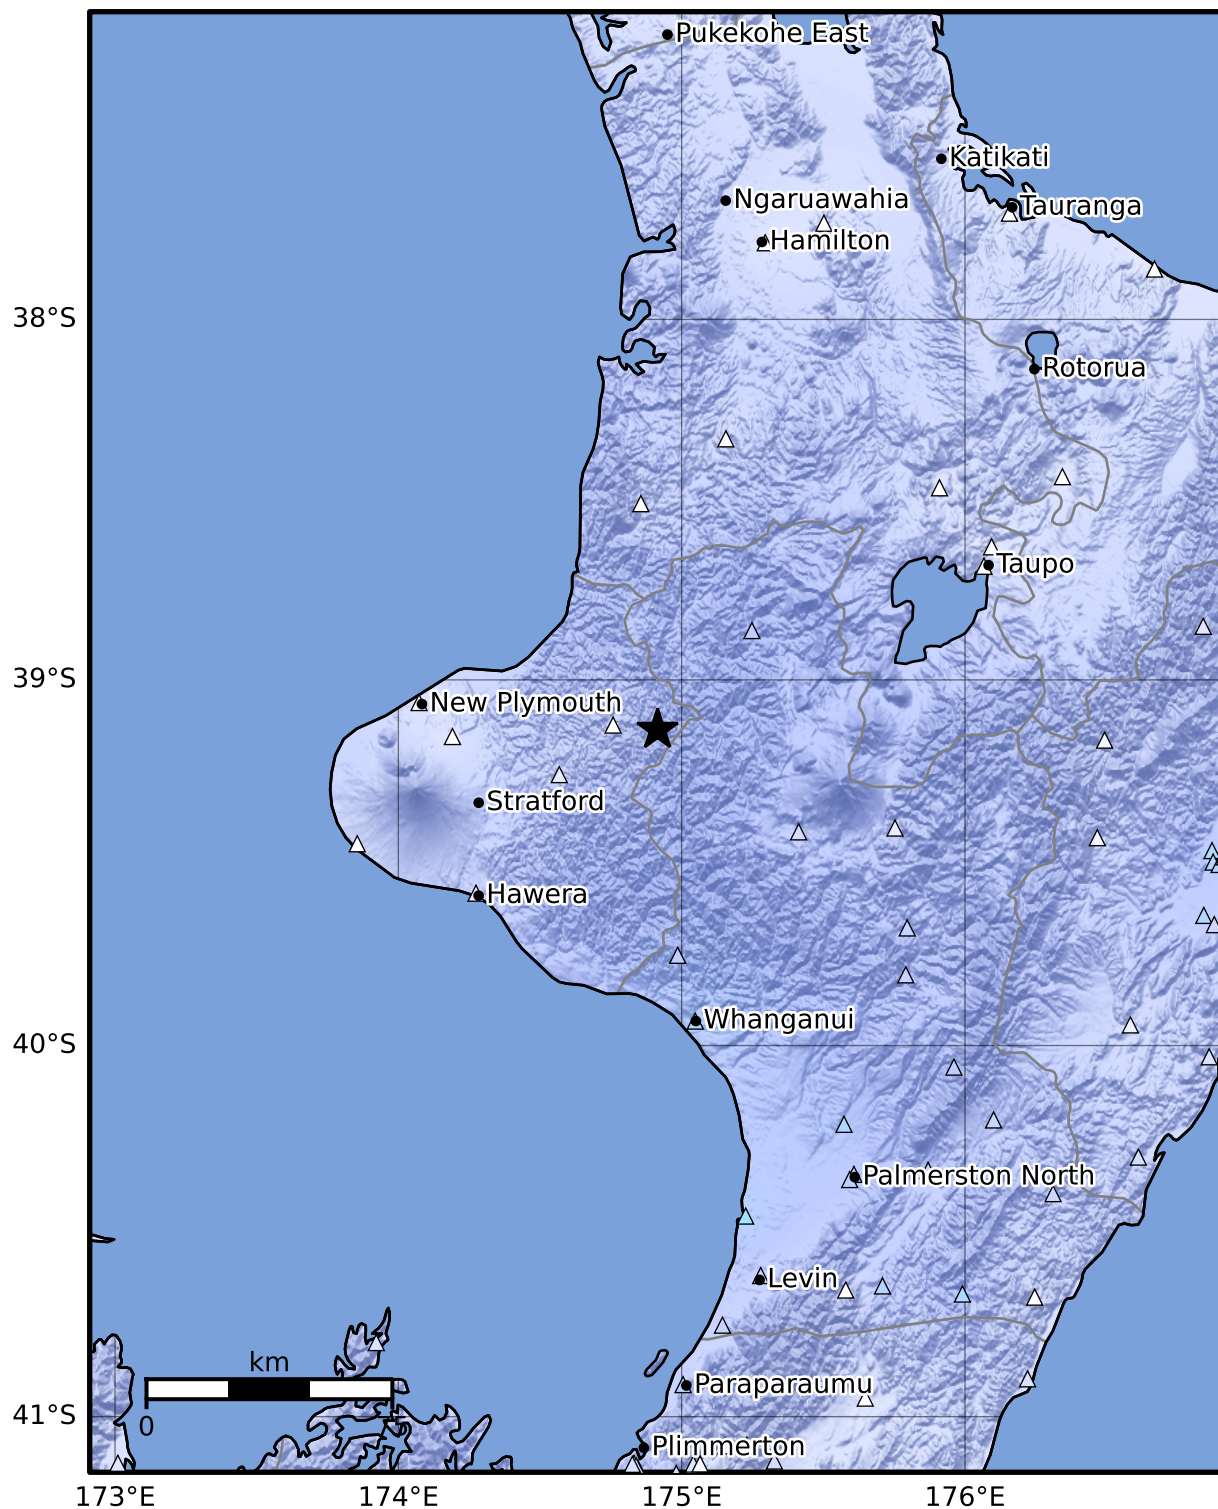 Pukekohe East
Katikati
Ngaruawahia
Tauranga
Hamilton
38°S
Rotorua
Taupo
39°S
New Plymouth
Stratford
Hawera
Whanganui
40°S
Palmerston North
Levin
km
Paraparaumu
0
41°S
Plimmerton
173°E
174°E
175°E
176°E